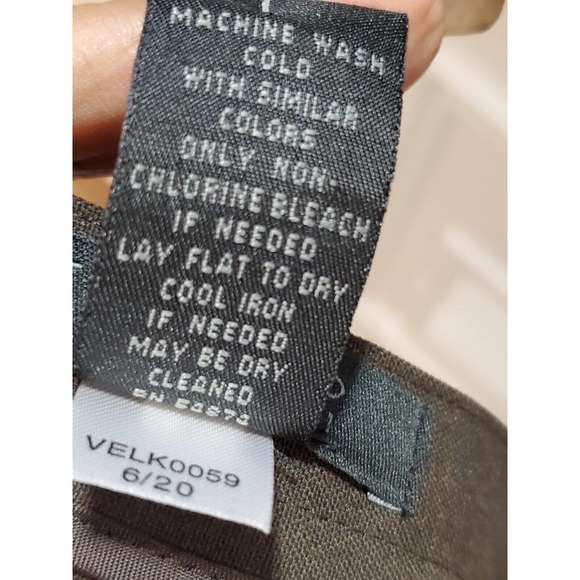 MACHINE WASH
COLD
WITH SIMILAR
COLORS
ONLY NON-
CHLORINE BLEACH
IF NEEDED
LAY FLAT TO DRY
COOL IRON
IF NEEDED
MAY BE DRY
CLEANED
VELK0059
6/20